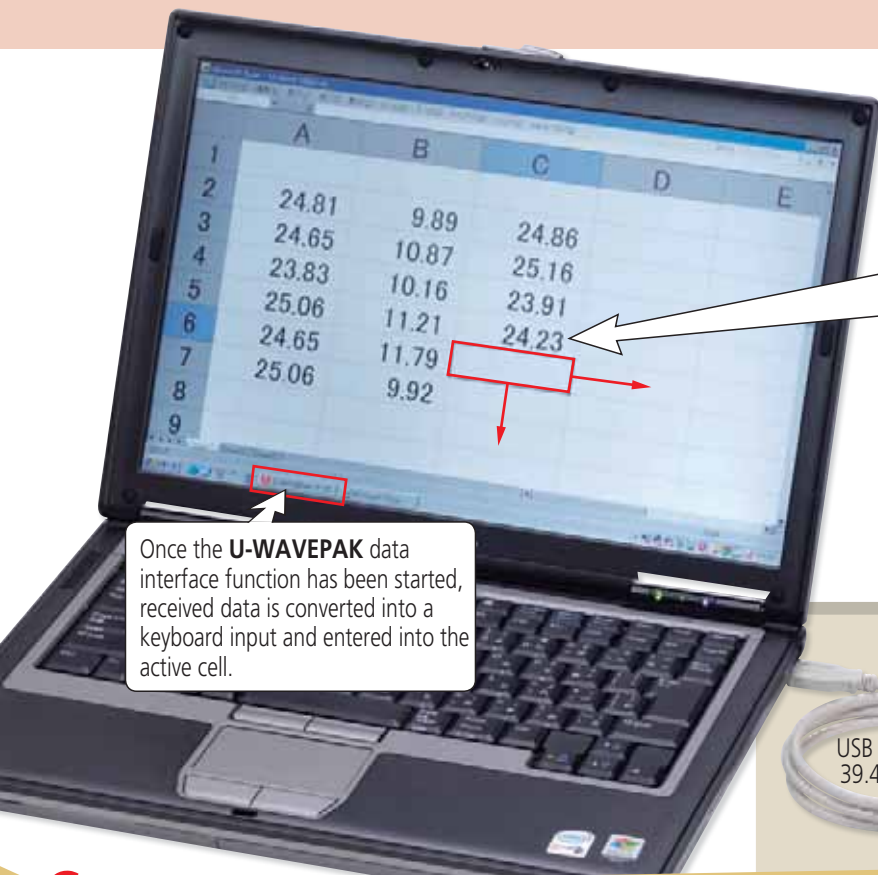 A B C D E
1
2 24.81 9.89 24.86
3 24.65 10.87 25.16
4 23.83 10.16 23.91
5 25.06 11.21 24.23
6 24.65 11.79
7 25.06 9.92
8
9
Once the U-WAVEPAK data
interface function has been started,
received data is converted into a
keyboard input and entered into the
active cell.
USB
39.4